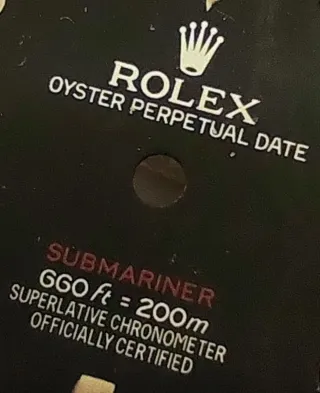 ROLEX
OYSTER PERPETUAL DATE
SUBMARINER
660 ft = 200m
SUPERLATIVE CHRONOMETER
OFFICIALLY CERTIFIED